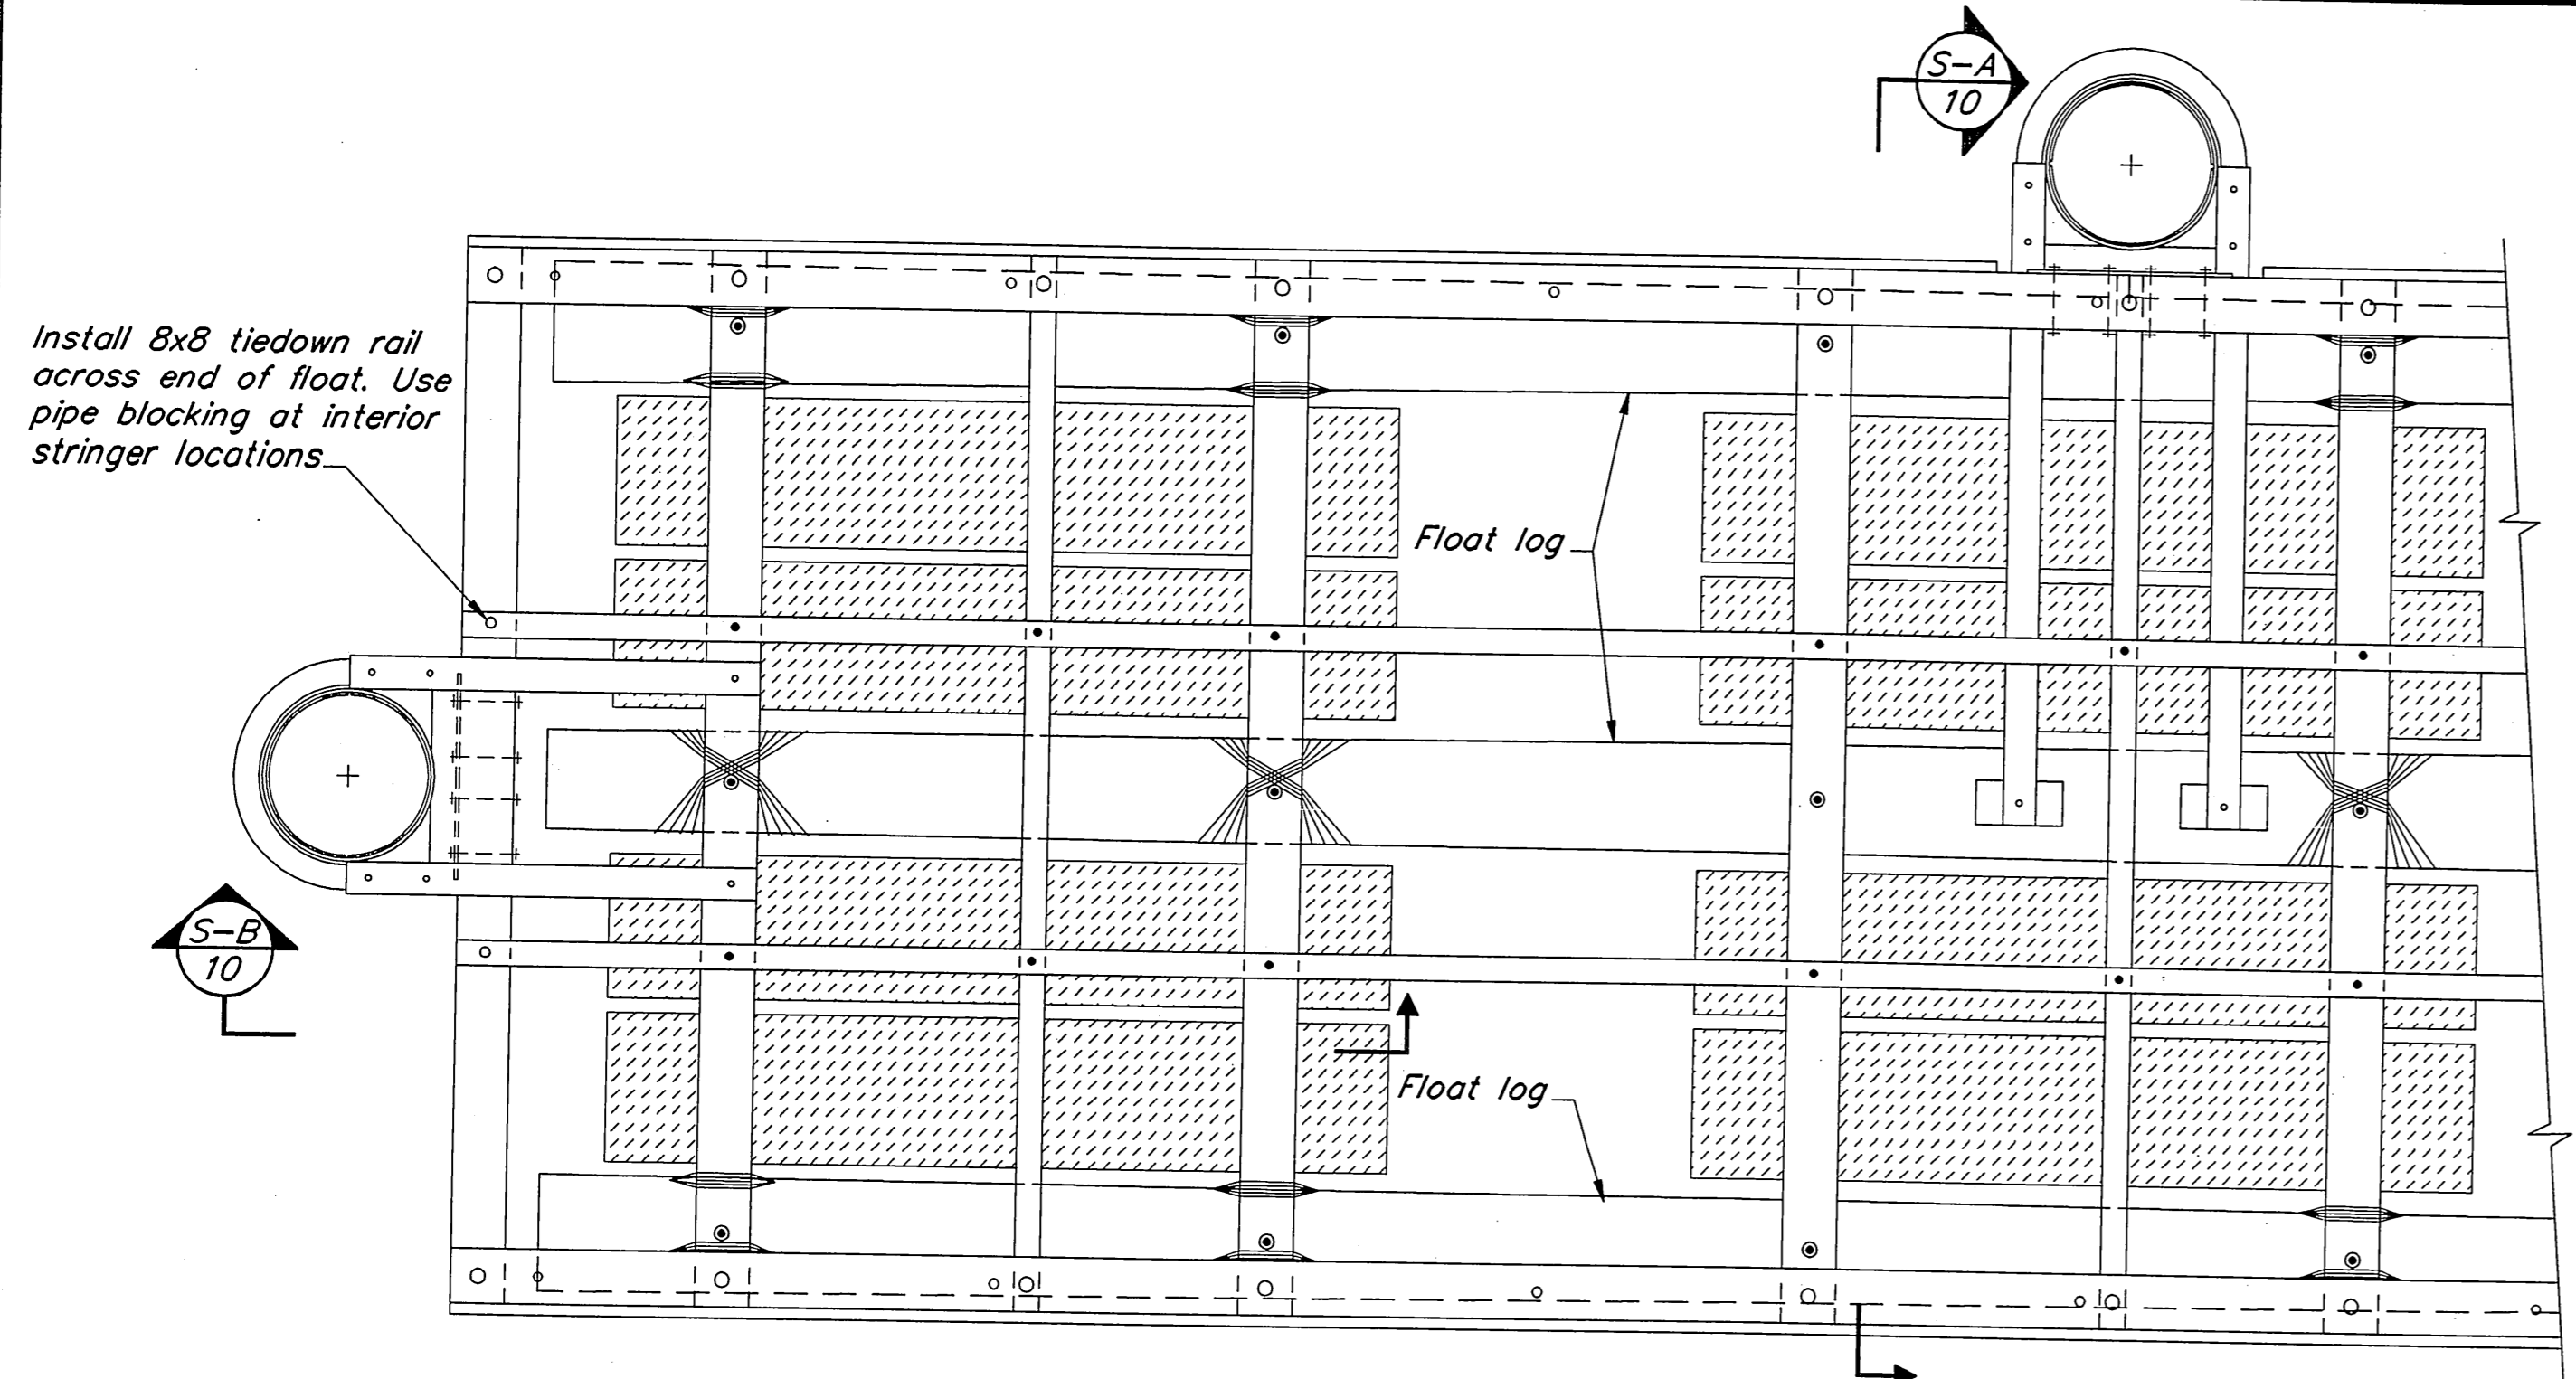 S-A
10
Install 8x8 tiedown rail
across end of float. Use
pipe blocking at interior
stringer locations
Float log
S-B
10
Float log